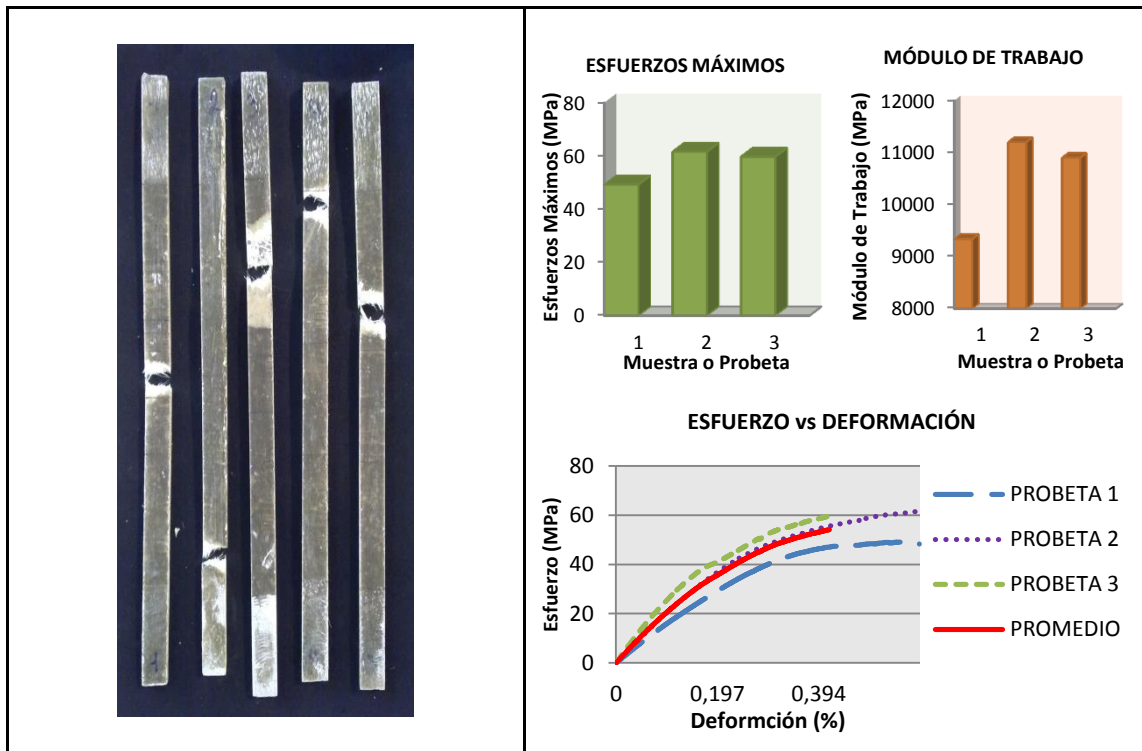 ESFUERZOS MÁXIMOS
Esfuerzos Máximos (MPa)
80
60
40
20
0
1 2 3
Muestra o Probeta
MÓDULO DE TRABAJO
Módulo de Trabajo (MPa)
12000
11000
10000
9000
8000
1 2 3
Muestra o Probeta
ESFUERZO vs DEFORMACIÓN
Esfuerzo (MPa)
80
60
40
20
0
0 0,197 0,394
Deformción (%)
PROBETA 1
PROBETA 2
PROBETA 3
PROMEDIO